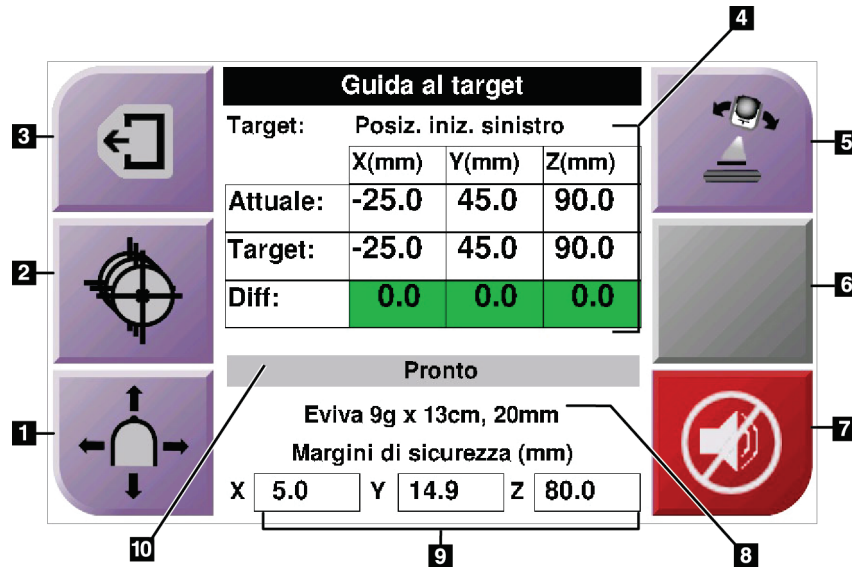 4
Guida al target
3
Target: Posiz. iniz. sinistro
5
X(mm) Y(mm) Z(mm)
Attuale: -25.0 45.0 90.0
Target: -25.0 45.0 90.0
2
6
Diff: 0.0 0.0 0.0
Pronto
Eviva 9g x 13cm, 20mm
1
7
Margini di sicurezza (mm)
X 5.0 Y 14.9 Z 80.0
10
9
8